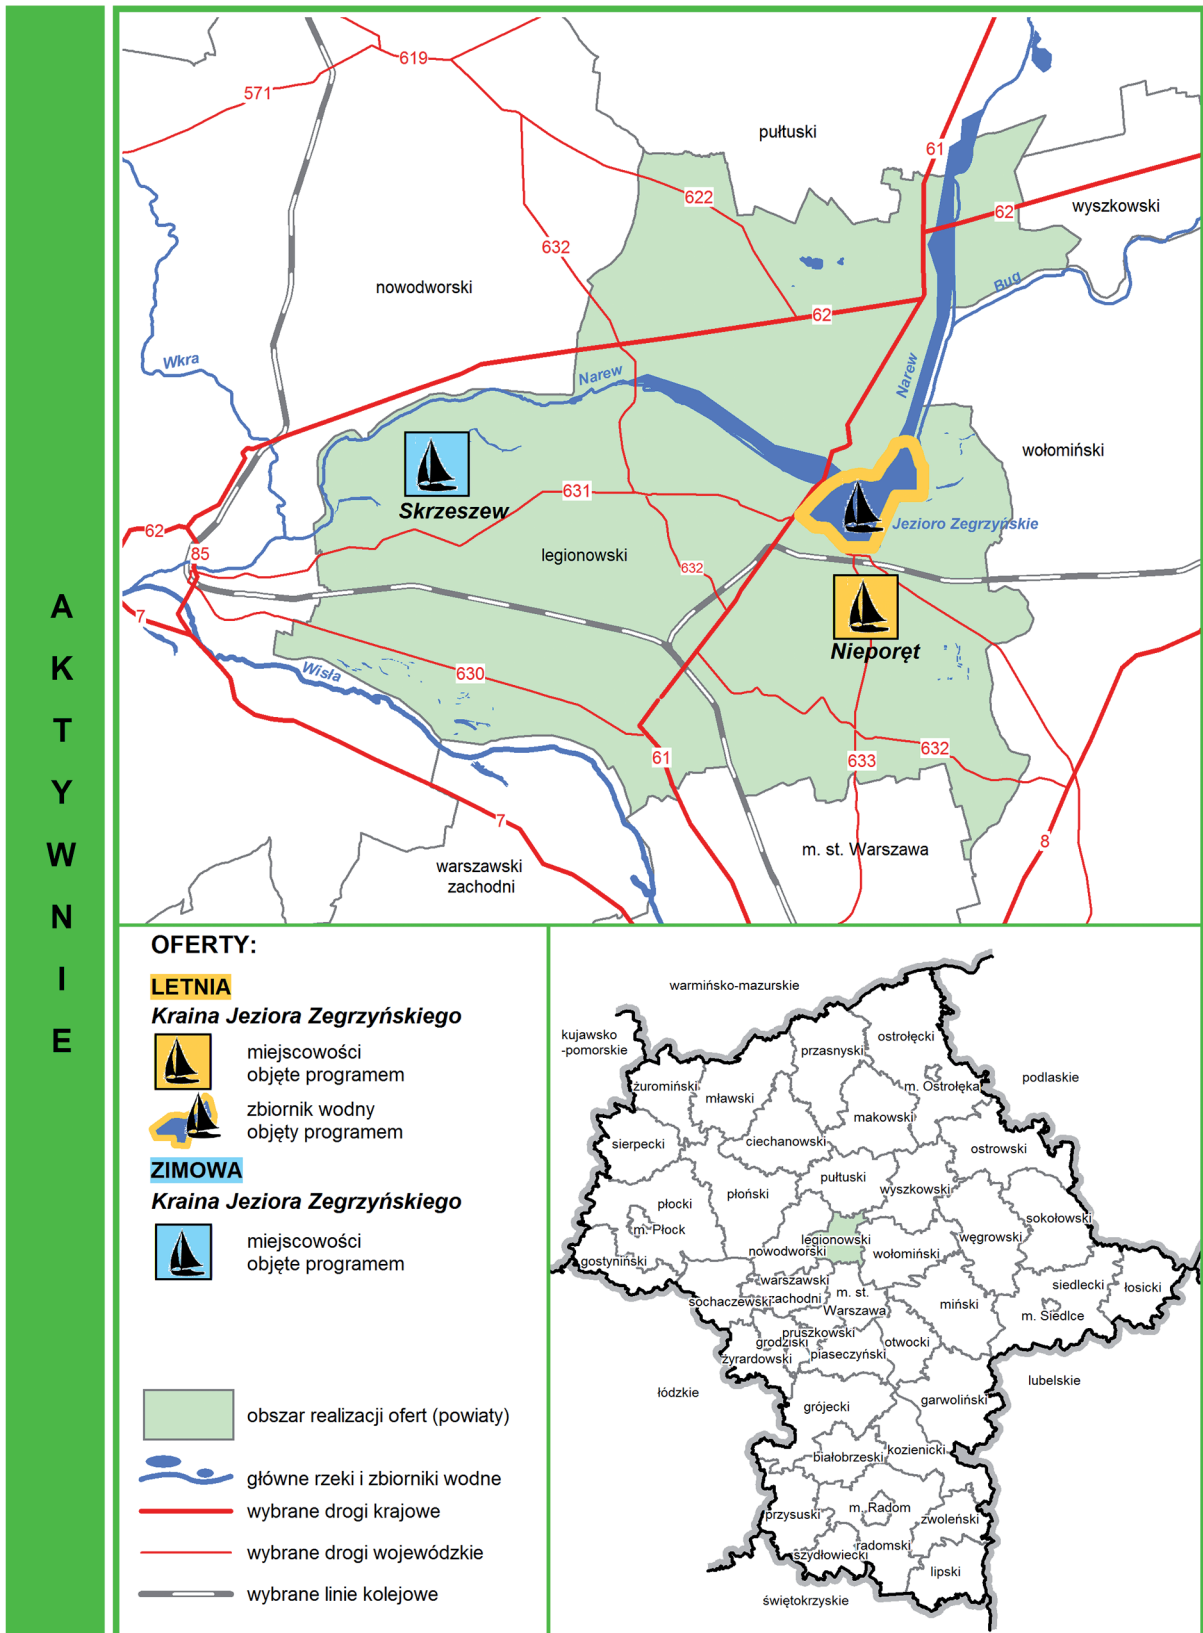 A
K
T
Y
W
N
I
E
619
571
pułtuski
61
622
62
wyszkowski
632
nowodworski
Bug
62
Wkra
Narew
Narew
wołomiński
631
Skrzeszew
Jezioro Zegrzyńskie
62
85
legionowski
632
7
Nieporęt
Wisła
630
632
61
633
7
8
m. st. Warszawa
warszawski
zachodni
OFERTY:
LETNIA
Kraina Jeziora Zegrzyńskiego
miejscowości
objęte programem
zbiornik wodny
objęty programem
ZIMOWA
Kraina Jeziora Zegrzyńskiego
miejscowości
objęte programem
obszar realizacji ofert (powiaty)
główne rzeki i zbiorniki wodne
wybrane drogi krajowe
wybrane drogi wojewódzkie
wybrane linie kolejowe
warmińsko-mazurskie
kujawsko
-pomorskie
ostrołęcki
przasnyski
podlaskie
żuromiński
m. Ostrołęka
mławski
makowski
sierpecki
ciechanowski
ostrowski
pułtuski
wyszkowski
płoński
płocki
sokołowski
m. Płock
legionowski
węgrowski
nowodworski
wołomiński
gostyniński
warszawski
zachodni
siedlecki
łosicki
m. st.
Warszawa
sochaczewski
miński
m. Siedlce
pruszkowski
grodziski
otwocki
piaseczyński
żyrardowski
lubelskie
łódzkie
garwoliński
grójecki
kozienicki
białobrzeski
m. Radom
przysuski
zwoleński
radomski
szydłowiecki
lipski
świętokrzyskie